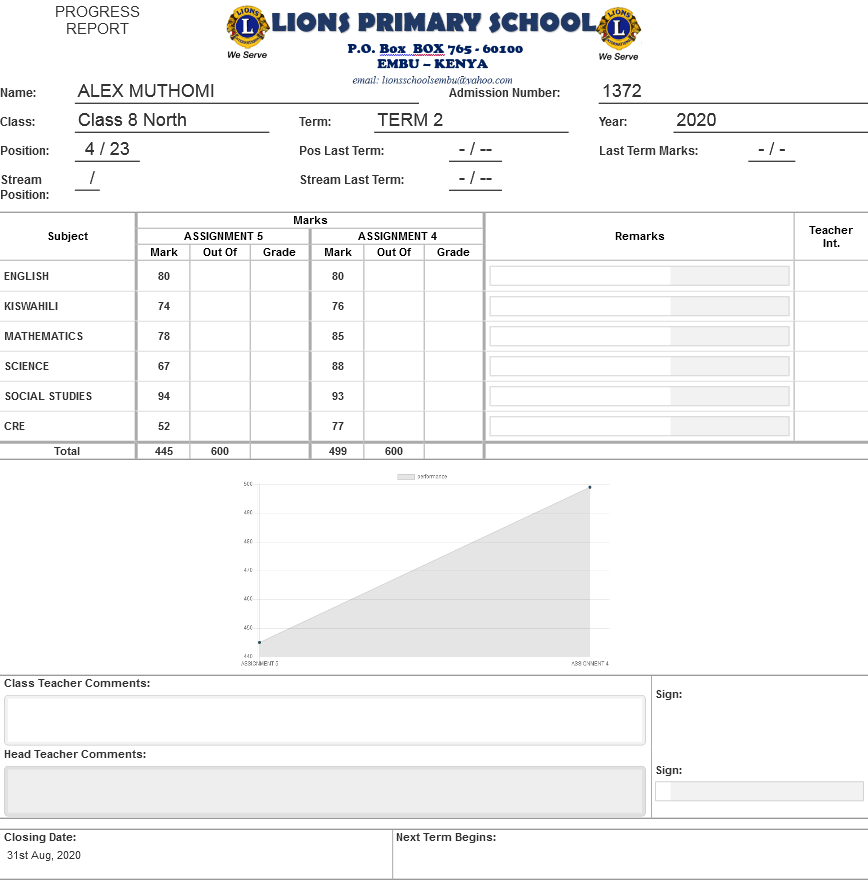 PROGRESS
REPORT
LIONS PRIMARY SCHOOL
LIONS
L
INTERNATIONAL
We Serve
LIONS
L
INTERNATIONAL
We Serve
P.O. Box BOX 765 - 60100
EMBU – KENYA
email: lionsschoolsembu@yahoo.com
Name: ALEX MUTHOMI Admission Number: 1372
Class: Class 8 North Term: TERM 2 Year: 2020
Position: 4 / 23 Pos Last Term: - / -- Last Term Marks: - / -
Stream Position: / Stream Last Term: - / --
Marks
Subject ASSIGNMENT 5 ASSIGNMENT 4 Remarks Teacher Int.
Mark Out Of Grade Mark Out Of Grade
ENGLISH 80 80
KISWAHILI 74 76
MATHEMATICS 78 85
SCIENCE 67 88
SOCIAL STUDIES 94 93
CRE 52 77
Total 445 600 499 600
performance
500
490
480
470
460
450
440
ASSIGNMENT 5 ASSIGNMENT 4
Class Teacher Comments:
Sign:
Head Teacher Comments:
Sign:
Closing Date: Next Term Begins:
31st Aug, 2020